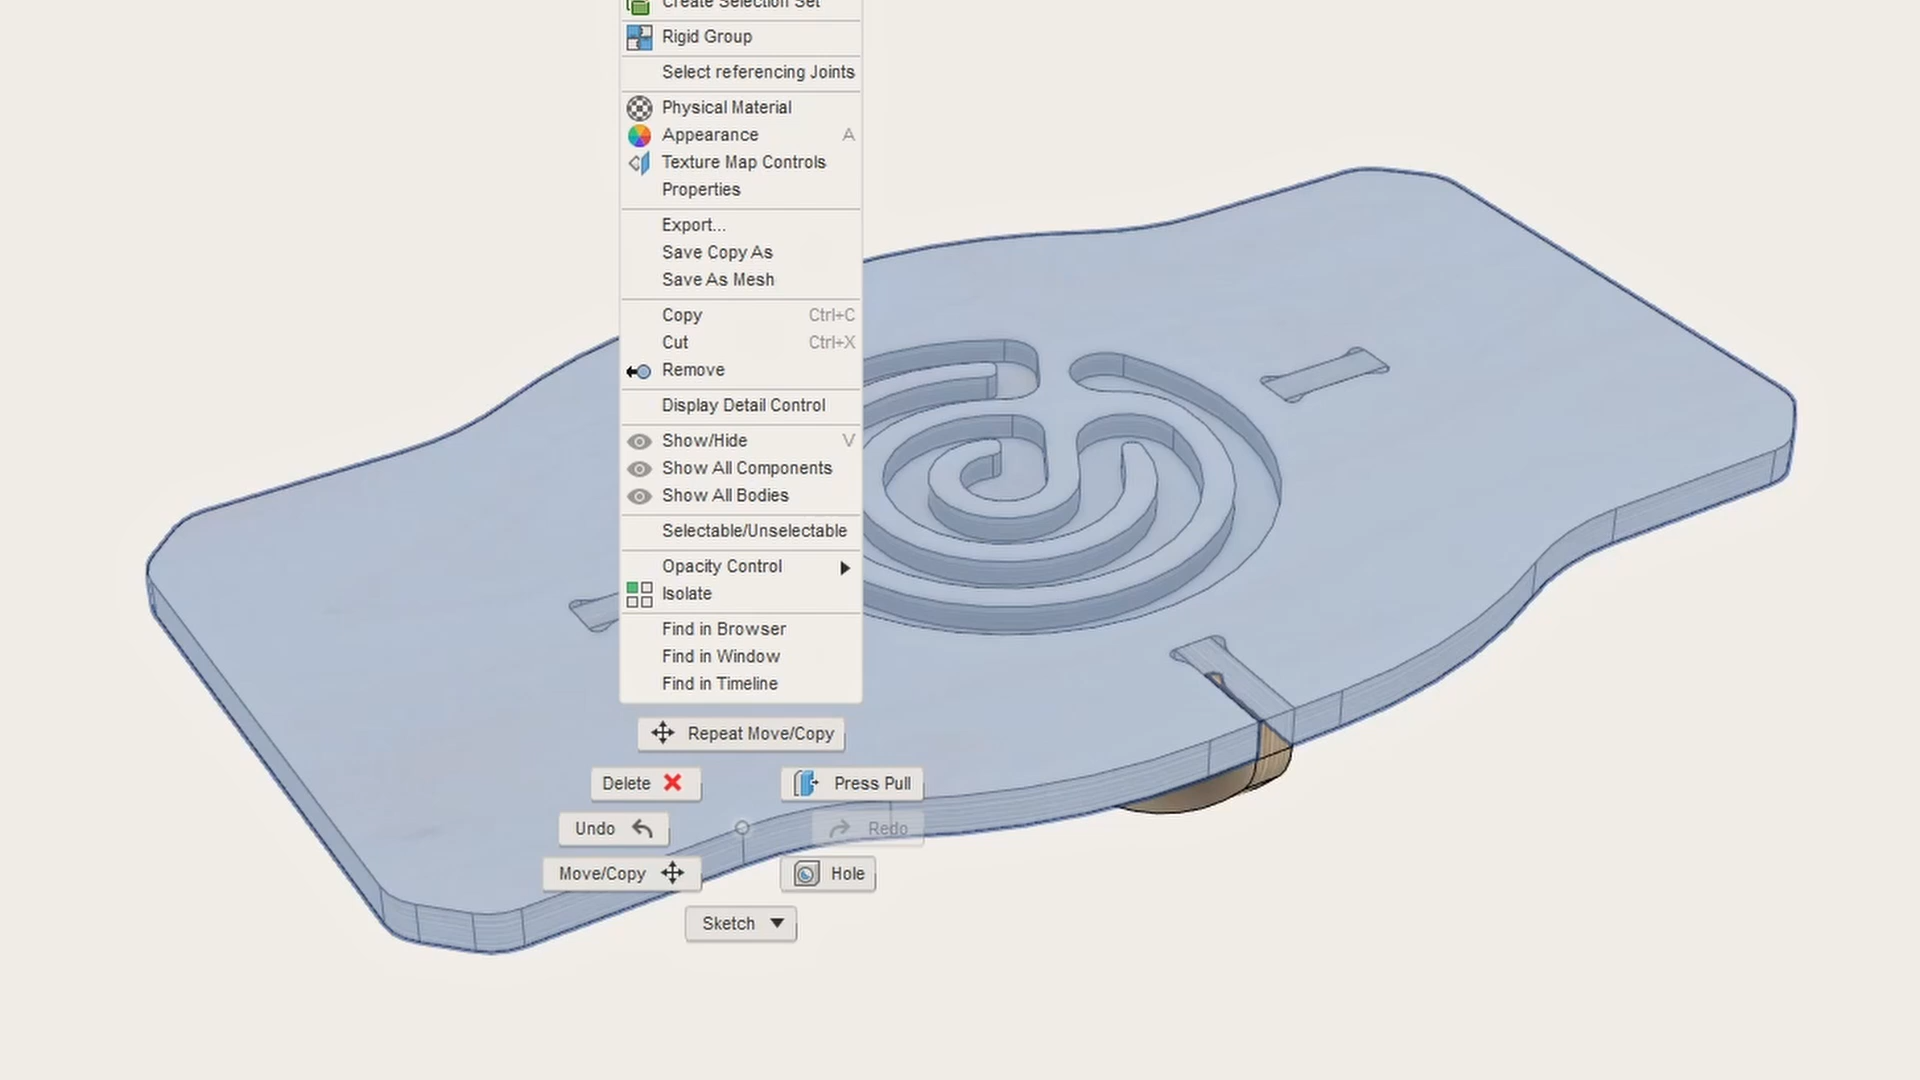 Create Selection Set
Rigid Group
Select referencing Joints
Physical Material
Appearance A
Texture Map Controls
Properties
Export...
Save Copy As
Save As Mesh
Copy Ctrl+C
Cut Ctrl+X
Remove
Display Detail Control
Show/Hide V
Show All Components
Show All Bodies
Selectable/Unselectable
Opacity Control
Isolate
Find in Browser
Find in Window
Find in Timeline
Repeat Move/Copy
Delete
Press Pull
Undo
Redo
Move/Copy
Hole
Sketch